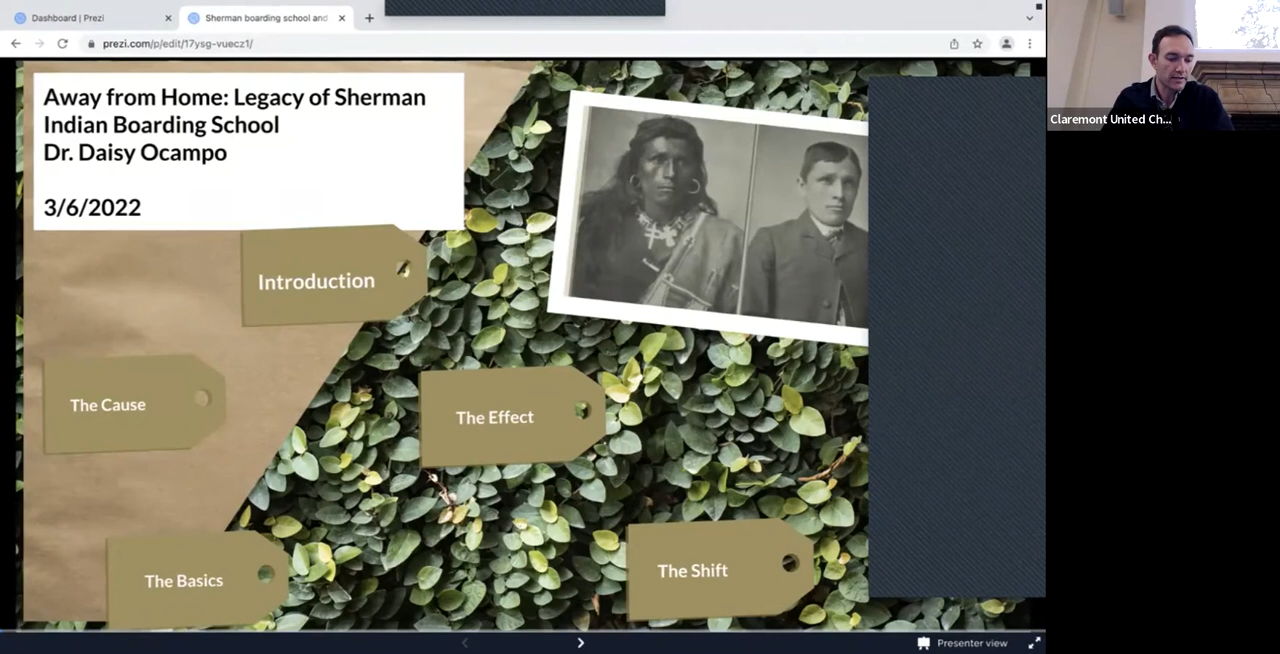 Dashboard | Prezi
Sherman boarding school and
prezi.com/p/edit/17ysg-vuecz1/
Claremont United Ch...
Away from Home: Legacy of Sherman
Indian Boarding School
Dr. Daisy Ocampo
3/6/2022
Introduction
The Cause
The Effect
The Basics
The Shift
Presenter view